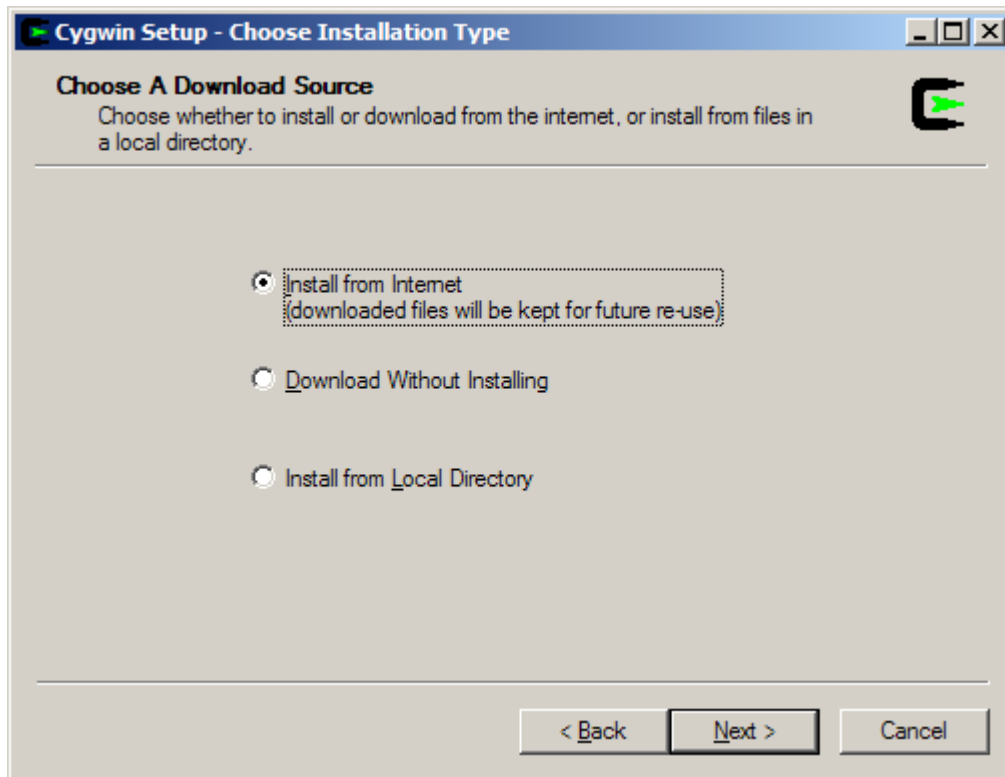 Cygwin Setup - Choose Installation Type
Choose A Download Source
Choose whether to install or download from the internet, or install from files in
a local directory.
Install from Internet
(downloaded files will be kept for future re-use)
Download Without Installing
Install from Local Directory
< Back
Next >
Cancel